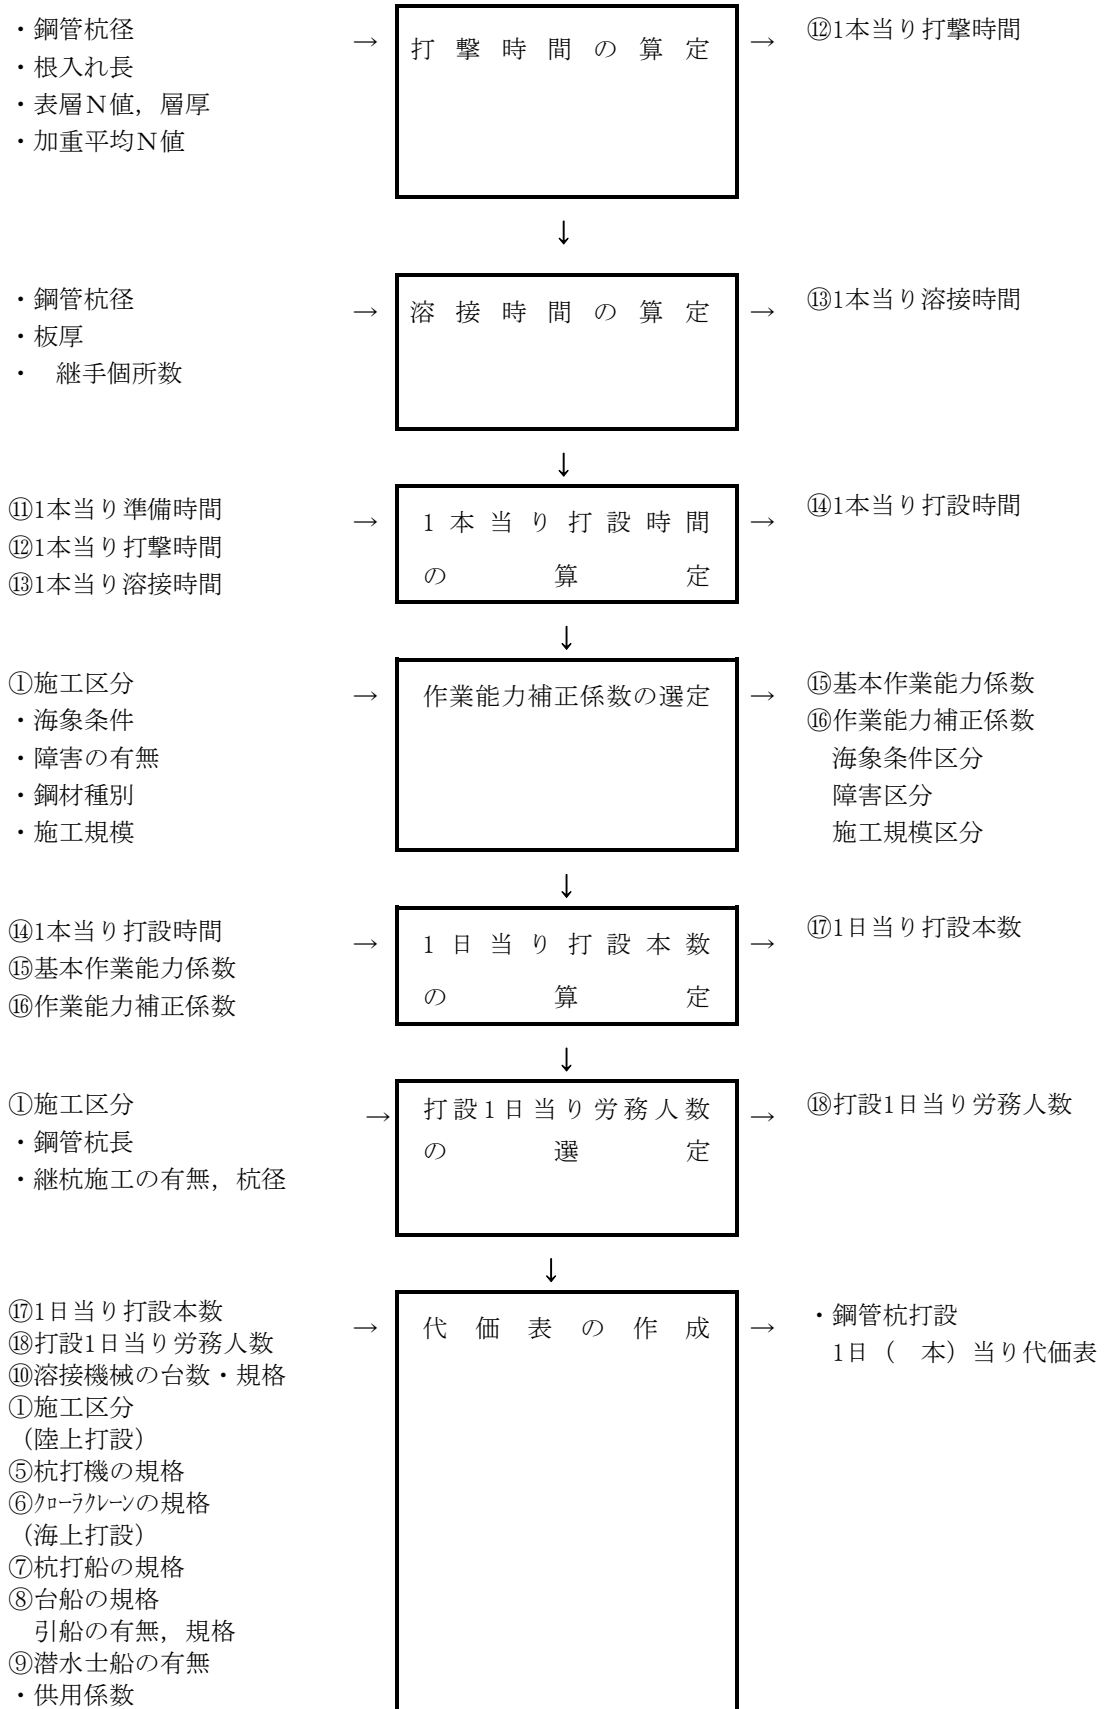 ・鋼管杭径
・根入れ長
・表層Ｎ値，層厚
・加重平均Ｎ値
→
打撃時間の算定
→
⑫1本当り打撃時間
↓
・鋼管杭径
・板厚
・　継手個所数
→
溶接時間の算定
→
⑬1本当り溶接時間
↓
⑪1本当り準備時間
⑫1本当り打撃時間
⑬1本当り溶接時間
→
1本当り打設時間
の算定
→
⑭1本当り打設時間
↓
①施工区分
・海象条件
・障害の有無
・鋼材種別
・施工規模
→
作業能力補正係数の選定
→
⑮基本作業能力係数
⑯作業能力補正係数
海象条件区分
障害区分
施工規模区分
↓
⑭1本当り打設時間
⑮基本作業能力係数
⑯作業能力補正係数
→
1日当り打設本数
の算定
→
⑰1日当り打設本数
↓
①施工区分
・鋼管杭長
・継杭施工の有無，杭径
→
打設1日当り労務人数
の選定
→
⑱打設1日当り労務人数
↓
⑰1日当り打設本数
⑱打設1日当り労務人数
⑩溶接機械の台数・規格
①施工区分
（陸上打設）
⑤杭打機の規格
⑥ｸﾛｰﾗｸﾚｰﾝの規格
（海上打設）
⑦杭打船の規格
⑧台船の規格
引船の有無，規格
⑨潜水士船の有無
・供用係数
→
代価表の作成
→
・鋼管杭打設
1日（　本）当り代価表